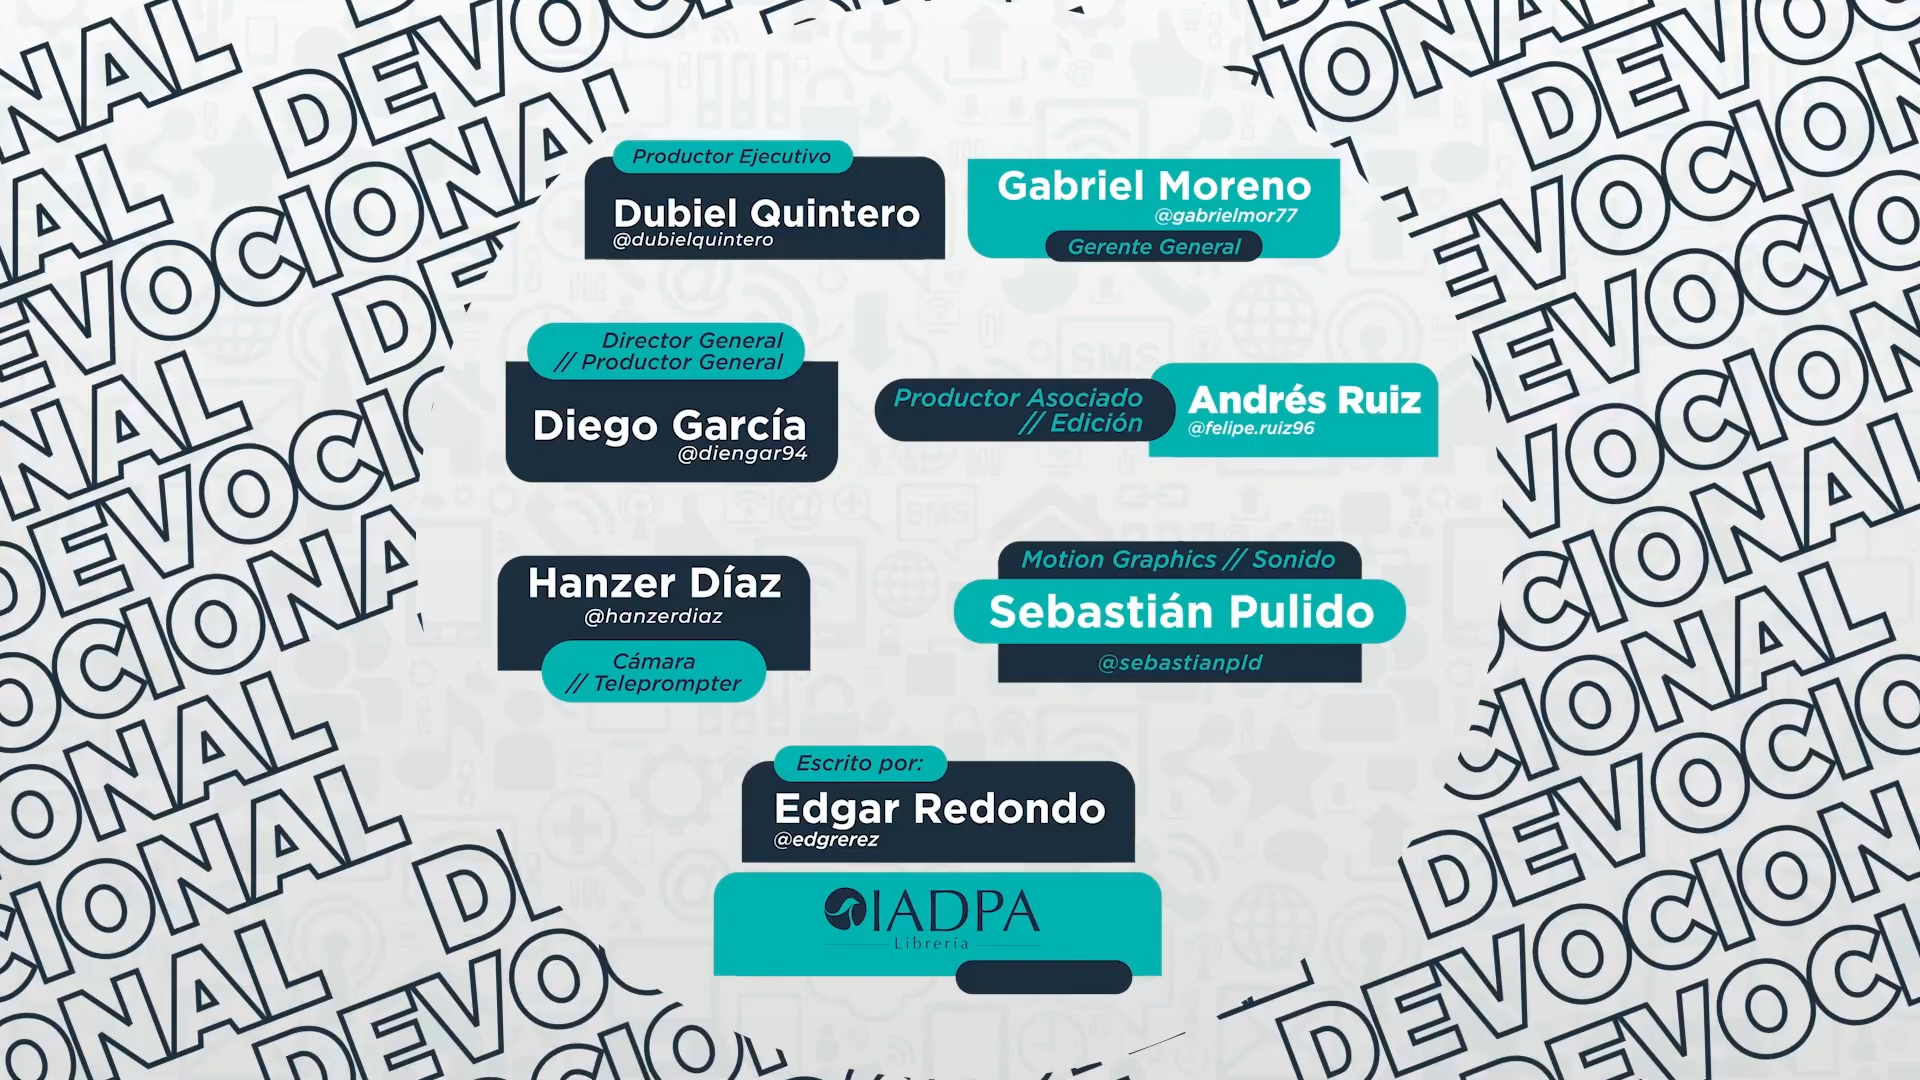 Productor Ejecutivo
Dubiel Quintero
@dubielquintero
Gabriel Moreno
@gabrielmor77
Gerente General
Director General
// Productor General
Diego García
@diengar94
Productor Asociado
// Edición
Andrés Ruiz
@felipe.ruiz96
Hanzer Díaz
@hanzerdiaz
Cámara
// Teleprompter
Motion Graphics // Sonido
Sebastián Pulido
@sebastianpld
Escrito por:
Edgar Redondo
@edgrerez
IADPA
Librería
DEVOCIONAL
SMS
SMS